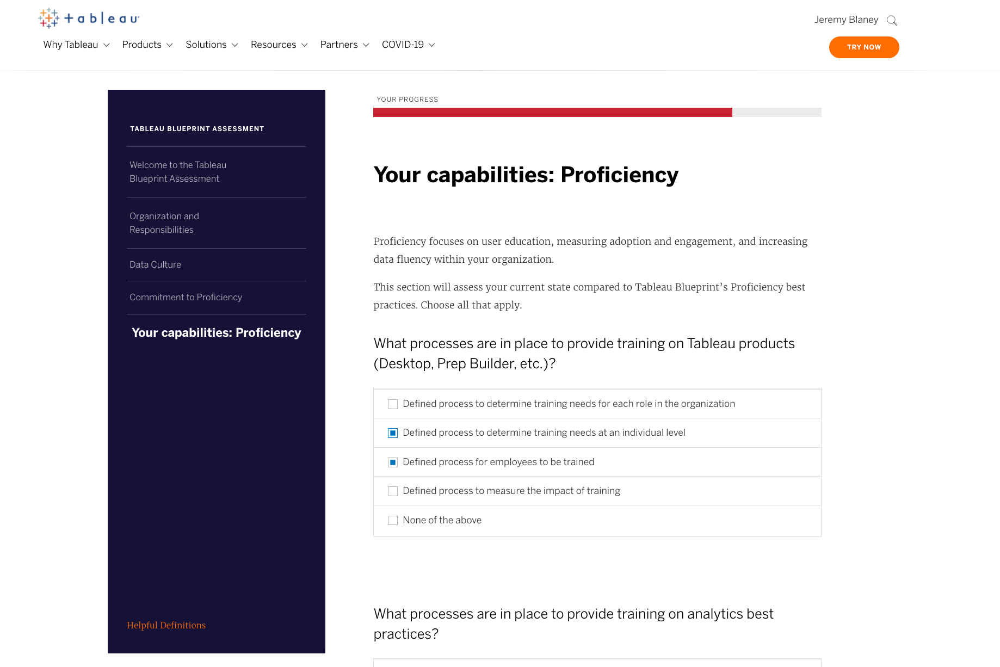 +ableau
Jeremy Blaney
Why Tableau
Products
Solutions
Resources
Partners
COVID-19
TRY NOW
TABLEAU BLUEPRINT ASSESSMENT
Welcome to the Tableau
Blueprint Assessment
Organization and
Responsibilities
Data Culture
Commitment to Proficiency
Your capabilities: Proficiency
Helpful Definitions
YOUR PROGRESS
Your capabilities: Proficiency
Proficiency focuses on user education, measuring adoption and engagement, and increasing
data fluency within your organization.
This section will assess your current state compared to Tableau Blueprint’s Proficiency best
practices. Choose all that apply.
What processes are in place to provide training on Tableau products
(Desktop, Prep Builder, etc.)?
Defined process to determine training needs for each role in the organization
Defined process to determine training needs at an individual level
Defined process for employees to be trained
Defined process to measure the impact of training
None of the above
What processes are in place to provide training on analytics best
practices?